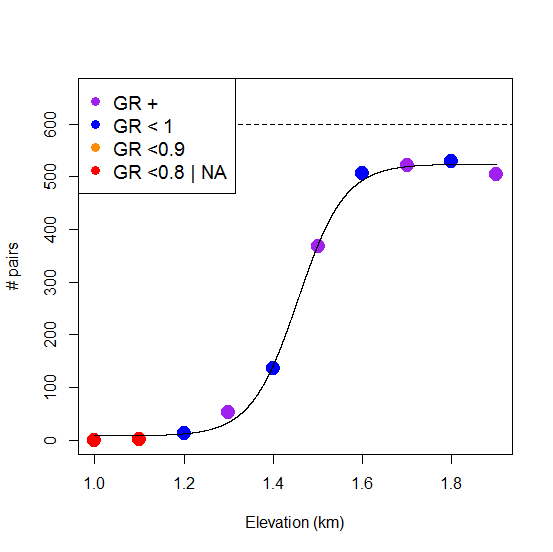 GR +
GR < 1
GR <0.9
GR <0.8 | NA
# pairs
600
500
400
300
200
100
0
1.0 1.2 1.4 1.6 1.8
Elevation (km)